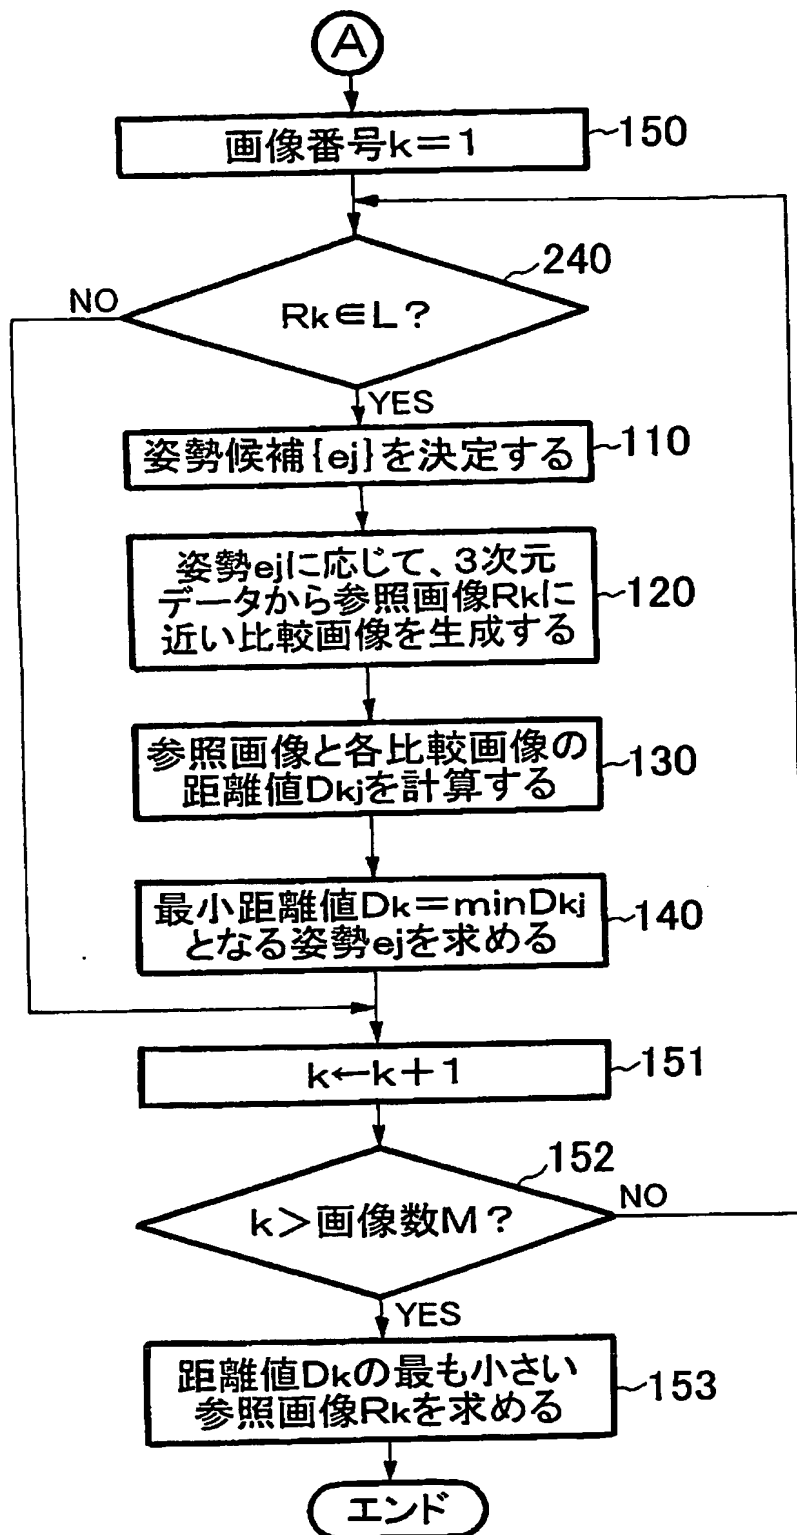 A
画像番号k=1
150
240
NO
Rk∈L?
YES
姿勢候補{ej}を決定する
110
姿勢ejに応じて、3次元
データから参照画像Rkに
近い比較画像を生成する
120
参照画像と各比較画像の
距離値Dkjを計算する
130
最小距離値Dk=minDkj
となる姿勢ejを求める
140
k←k+1
151
152
k>画像数M?
NO
YES
距離値Dkの最も小さい
参照画像Rkを求める
153
エンド